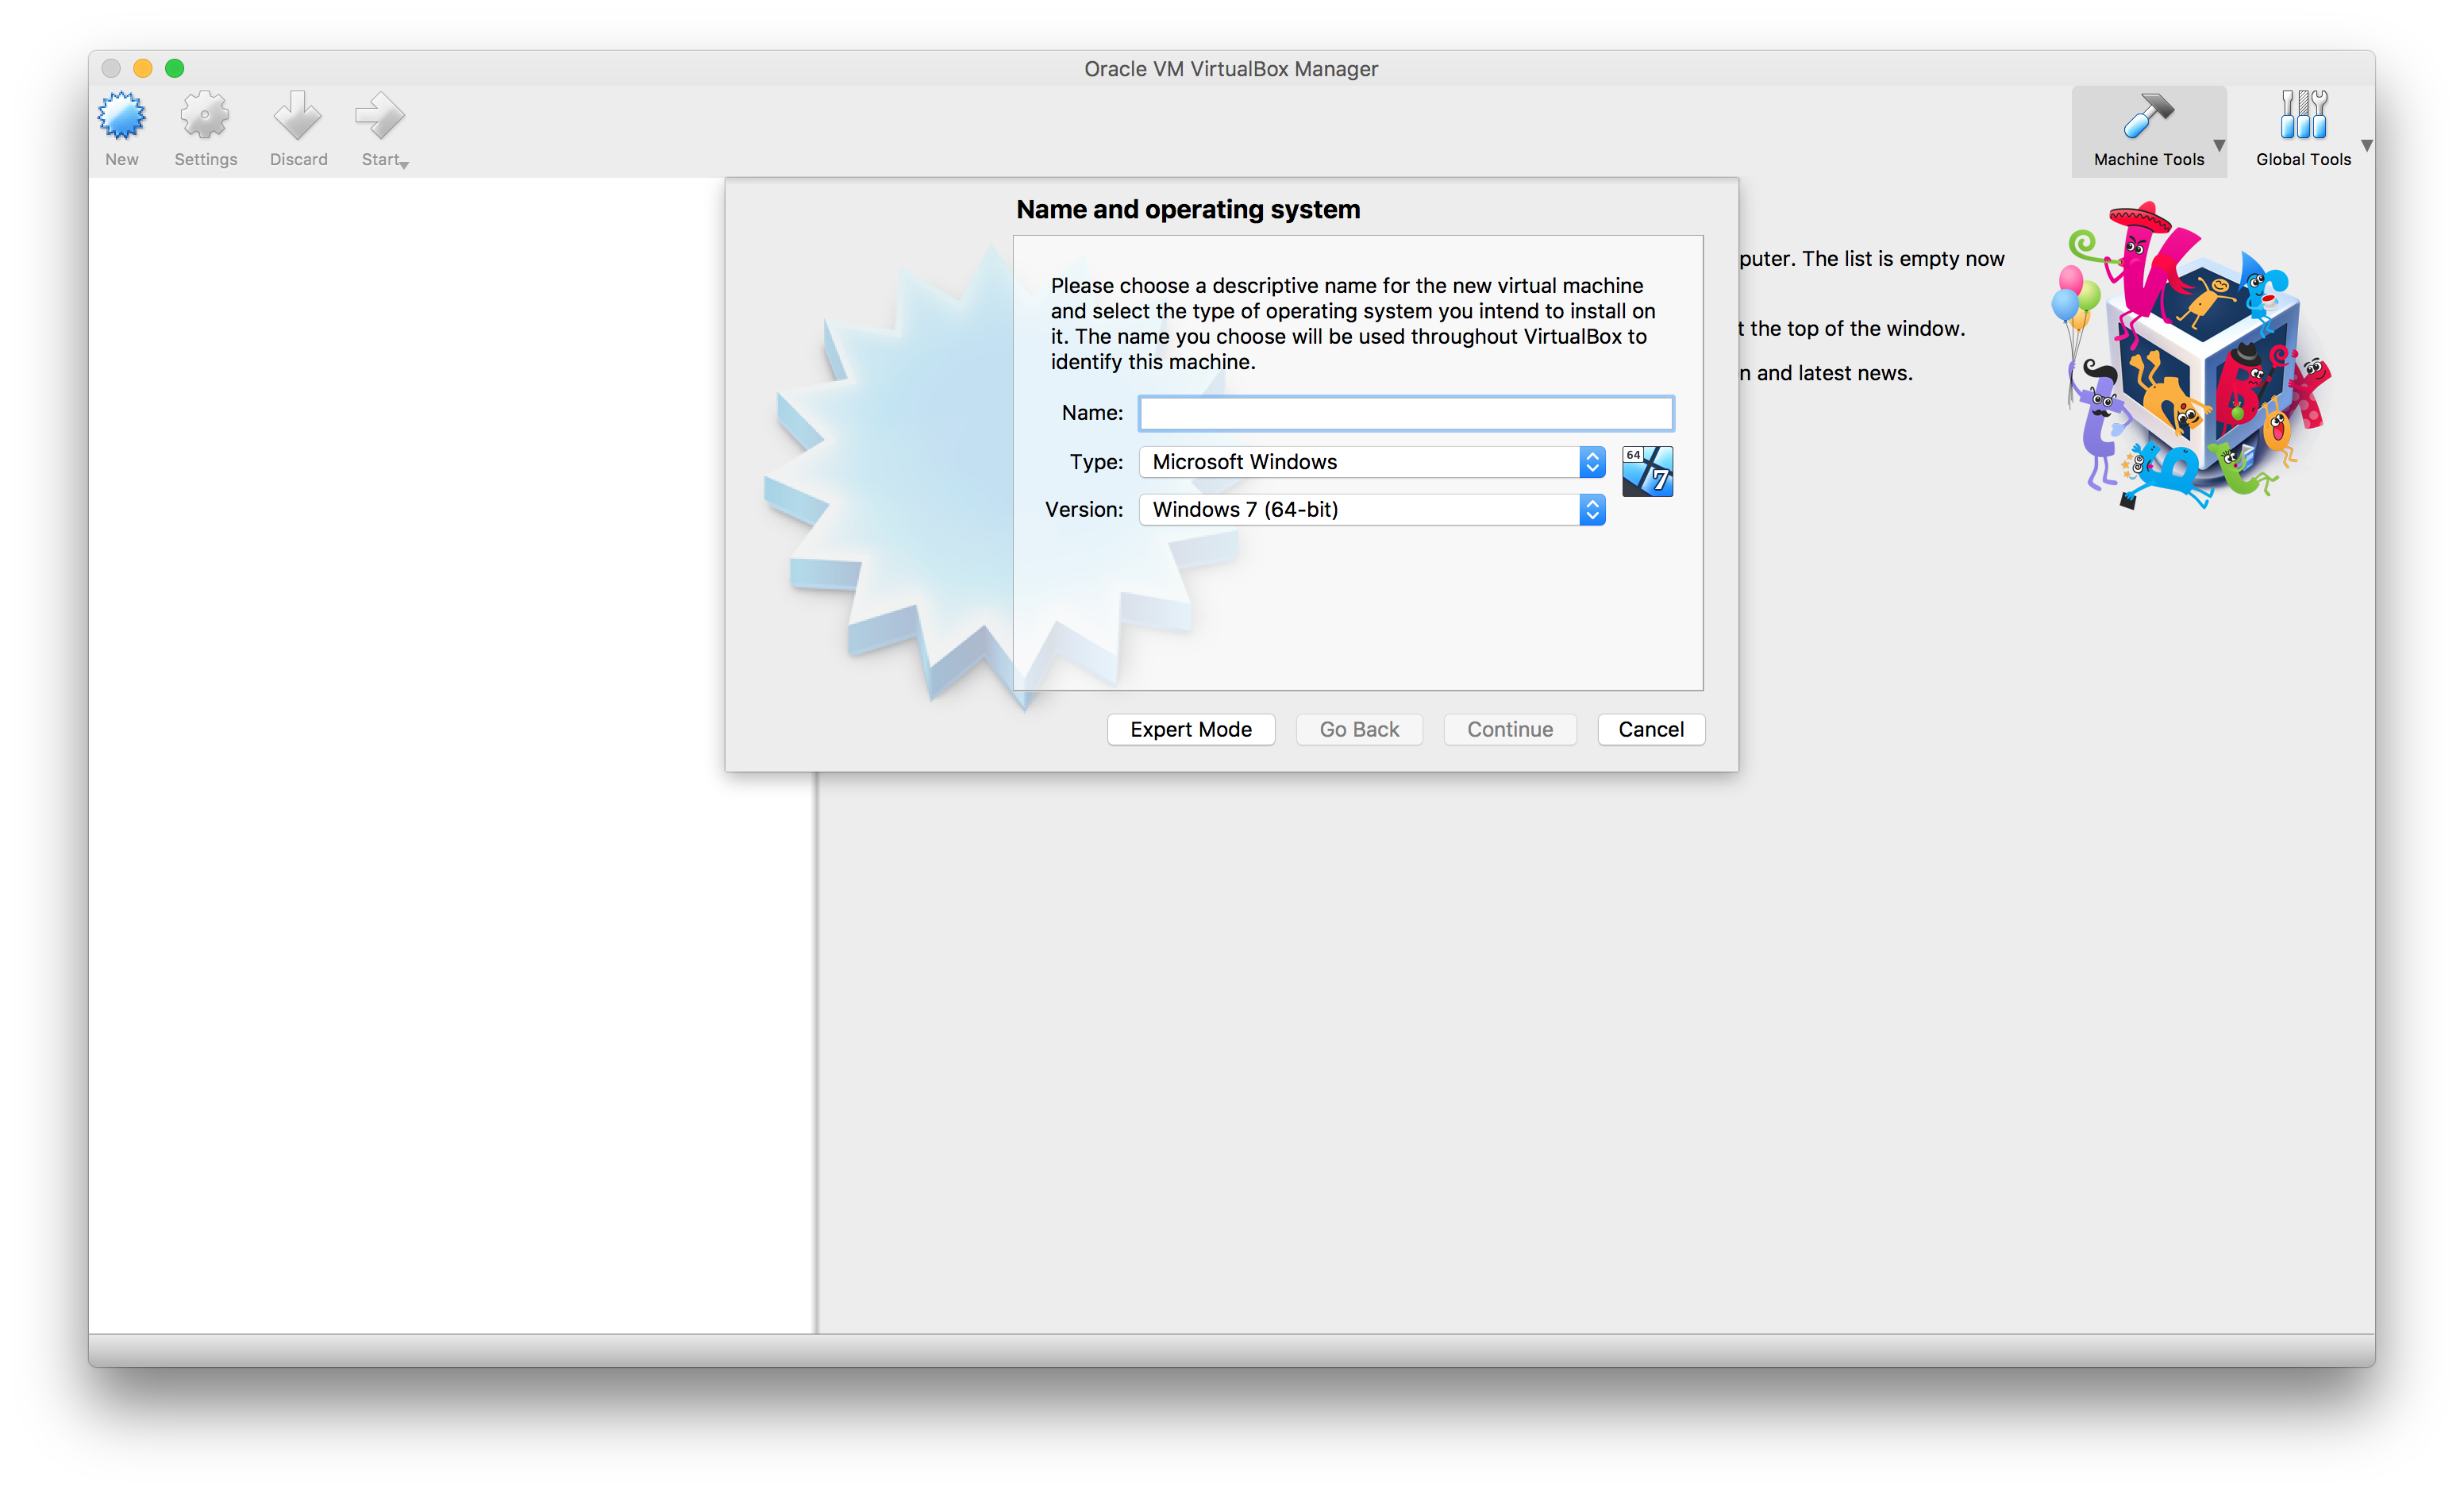 Oracle VM VirtualBox Manager
New
Settings
Discard
Start
Machine Tools
Global Tools
Name and operating system
puter. The list is empty now
t the top of the window.
n and latest news.
Please choose a descriptive name for the new virtual machine
and select the type of operating system you intend to install on
it. The name you choose will be used throughout VirtualBox to
identify this machine.
Name:
Type: Microsoft Windows
64
7
Version: Windows 7 (64-bit)
Expert Mode
Go Back
Continue
Cancel